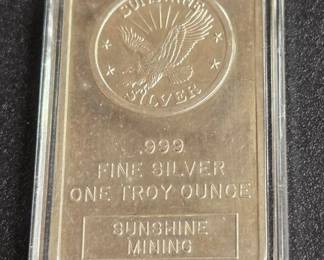 SUNSHINE
SILVER
.999
FINE SILVER
ONE TROY OUNCE
SUNSHINE
MINING